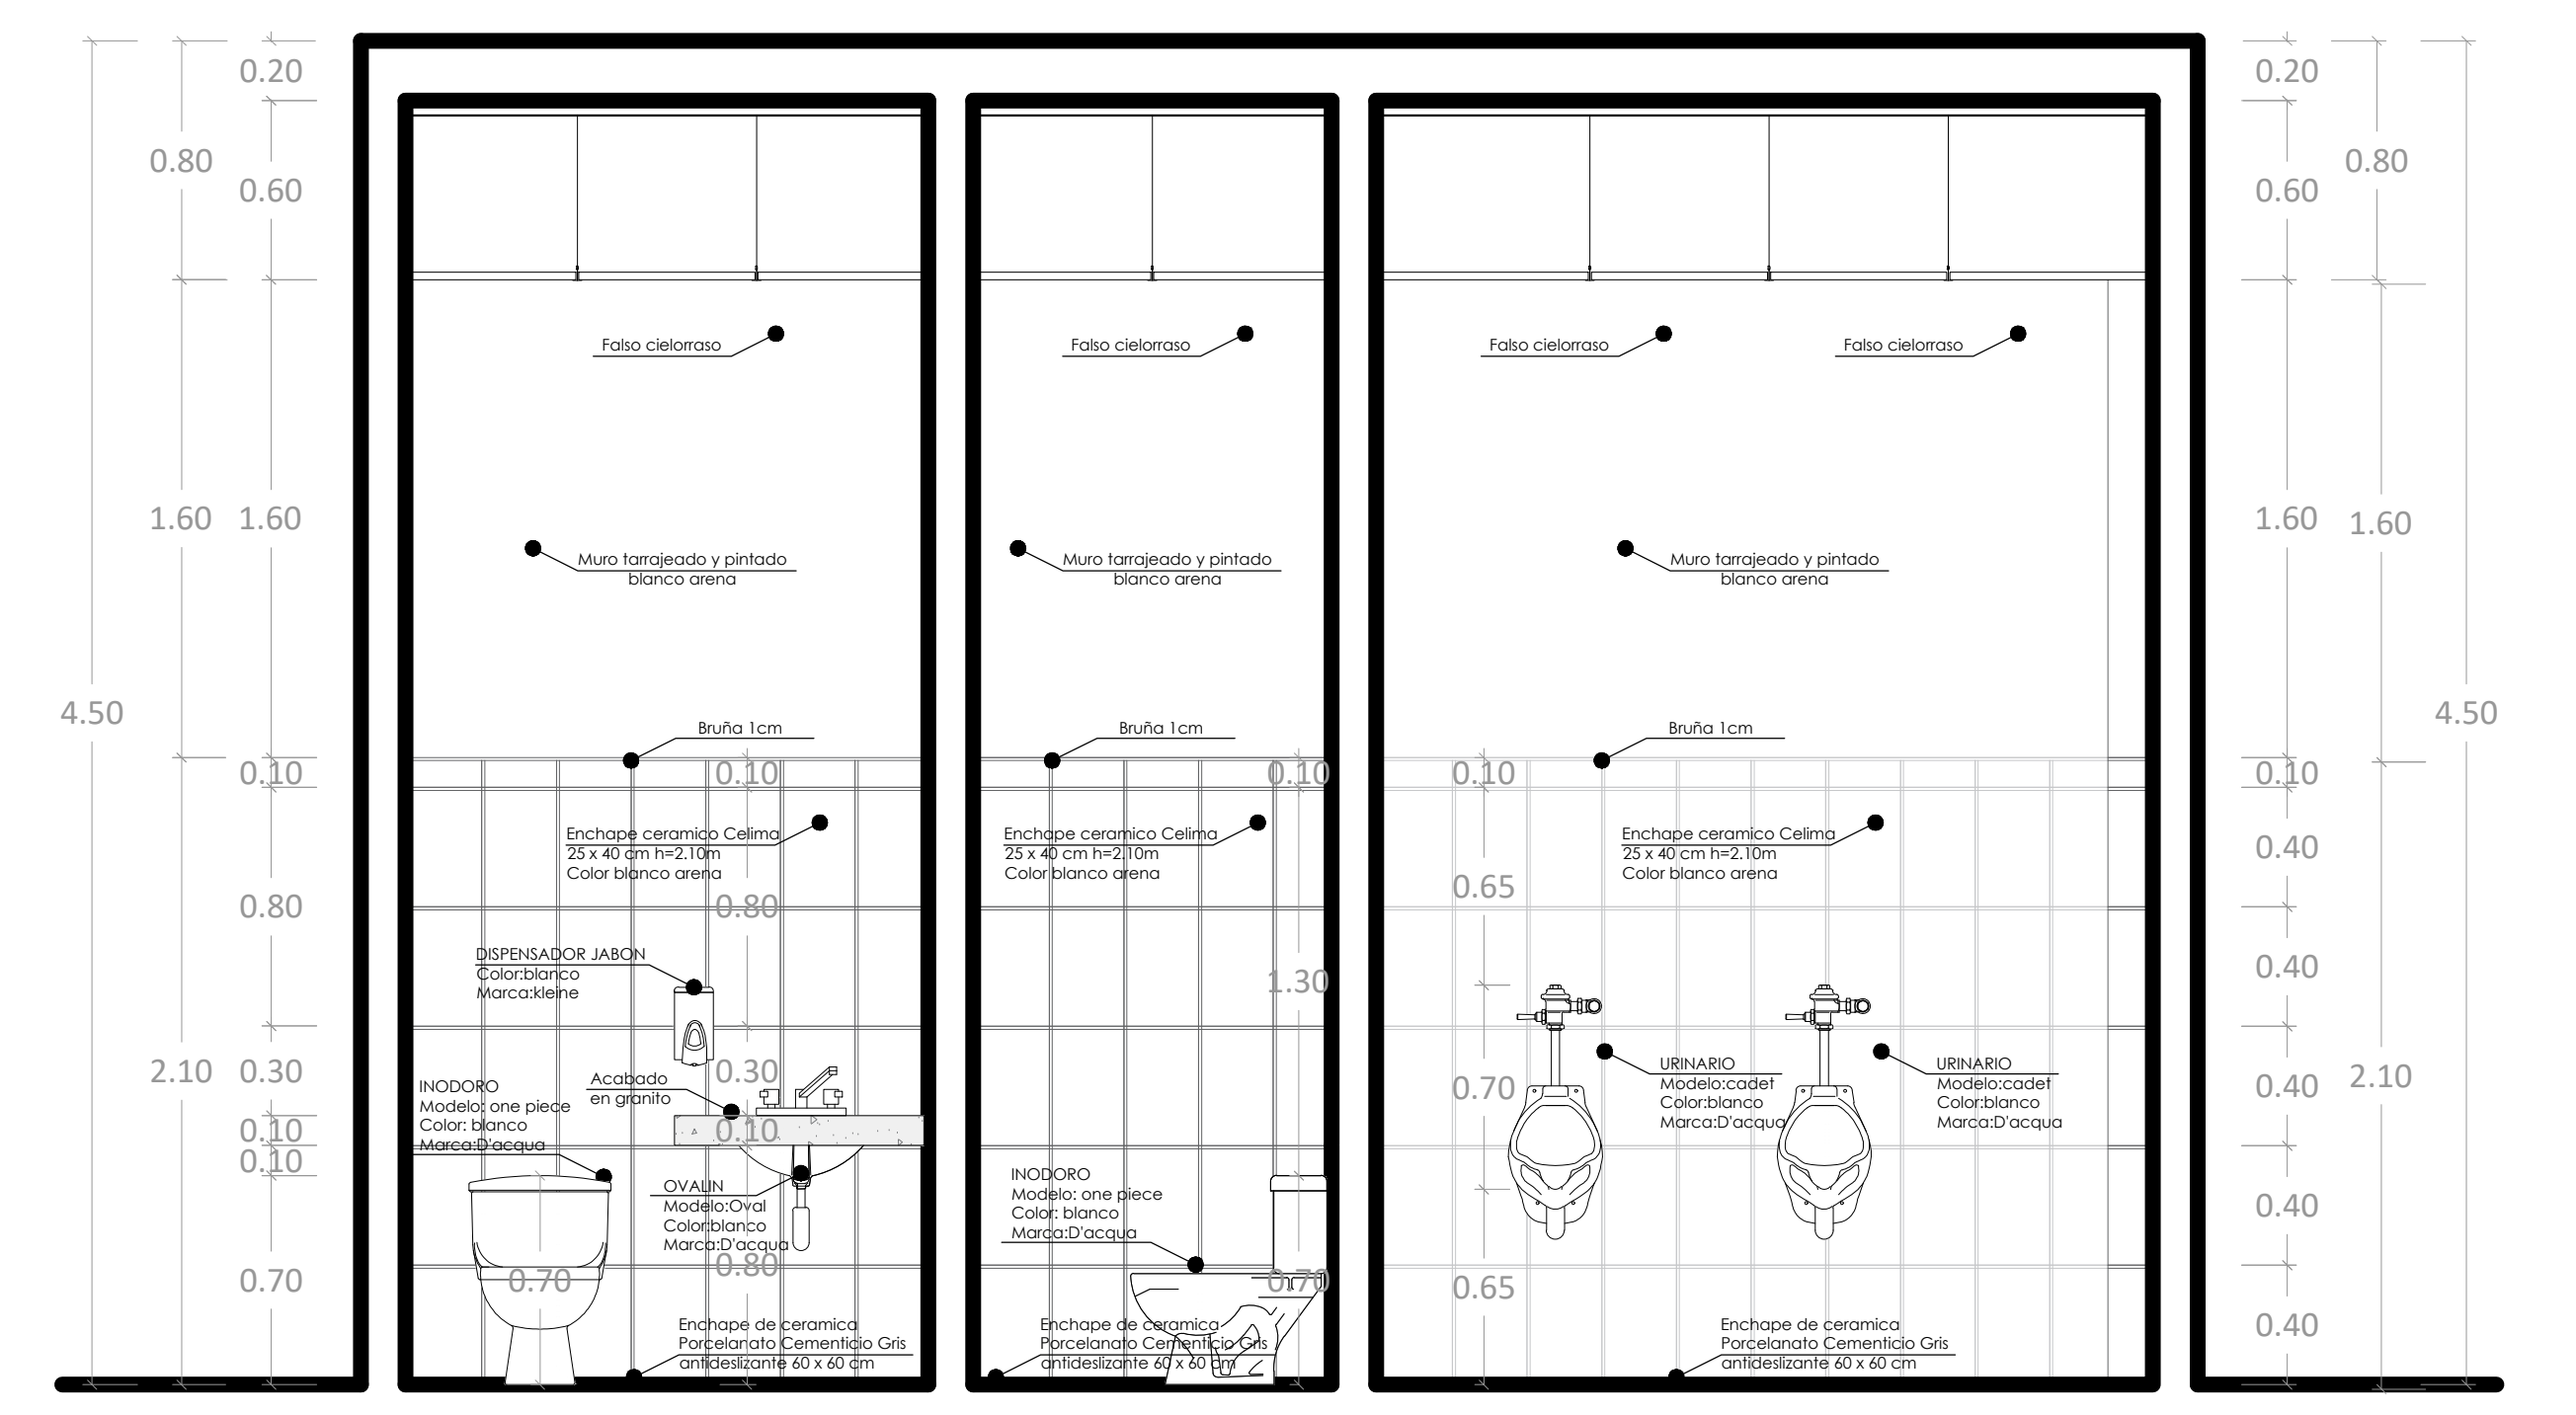 0.20
0.20
0.80
0.80
0.60
0.60
Falso cielorraso
Falso cielorraso
Falso cielorraso
Falso cielorraso
1.60
1.60
1.60
1.60
Muro tarrajeado y pintado
blanco arena
Muro tarrajeado y pintado
blanco arena
Muro tarrajeado y pintado
blanco arena
4.50
4.50
Bruña 1cm
Bruña 1cm
Bruña 1cm
0.10
0.10
0.10
0.10
0.10
Enchape ceramico Celima
25 x 40 cm h=2.10m
Color blanco arena
Enchape ceramico Celima
25 x 40 cm h=2.10m
Color blanco arena
Enchape ceramico Celima
25 x 40 cm h=2.10m
Color blanco arena
0.40
0.65
0.80
0.80
DISPENSADOR JABON
Color:blanco
Marca:kleine
1.30
0.40
2.10
0.30
0.30
INODORO
Modelo: one piece
Color: blanco
Marca:D'acqua
Acabado
en granito
URINARIO
Modelo:cadet
Color:blanco
Marca:D'acqua
URINARIO
Modelo:cadet
Color:blanco
Marca:D'acqua
0.70
0.40
2.10
0.10
0.10
0.10
OVALIN
Modelo:Oval
Color:blanco
Marca:D'acqua
INODORO
Modelo: one piece
Color: blanco
Marca:D'acqua
0.40
0.70
0.70
0.80
0.70
0.65
Enchape de ceramica
Porcelanato Cementicio Gris
antideslizante 60 x 60 cm
Enchape de ceramica
Porcelanato Cementicio Gris
antideslizante 60 x 60 cm
Enchape de ceramica
Porcelanato Cementicio Gris
antideslizante 60 x 60 cm
0.40